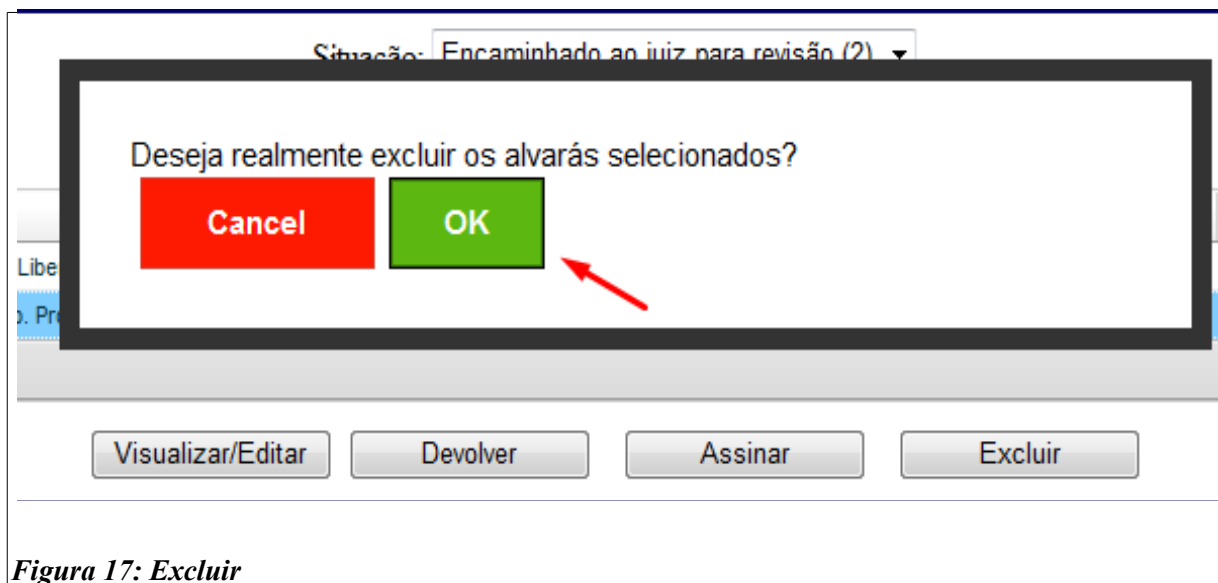 Situação: Encaminhado ao juiz para revisão (2)
Deseja realmente excluir os alvarás selecionados?
Cancel OK
Visualizar/Editar Devolver Assinar Excluir
Figura 17: Excluir